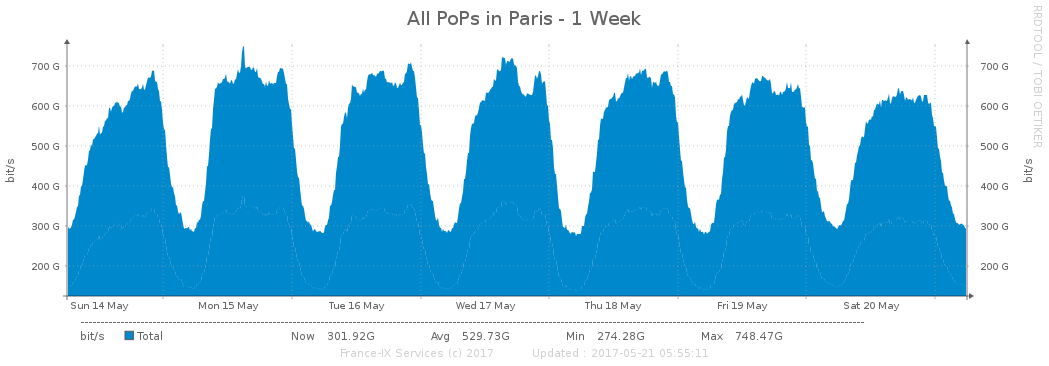 All PoPs in Paris - 1 Week
RRDTOOL / TOBI OETIKER
700 G 700 G
600 G 600 G
500 G 500 G
400 G 400 G
300 G 300 G
200 G 200 G
bit/s
bit/s
Sun 14 May Mon 15 May Tue 16 May Wed 17 May Thu 18 May Fri 19 May Sat 20 May
bit/s Total Now 301.92G Avg 529.73G Min 274.28G Max 748.47G
France-IX Services (c) 2017 Updated : 2017-05-21 05:55:11